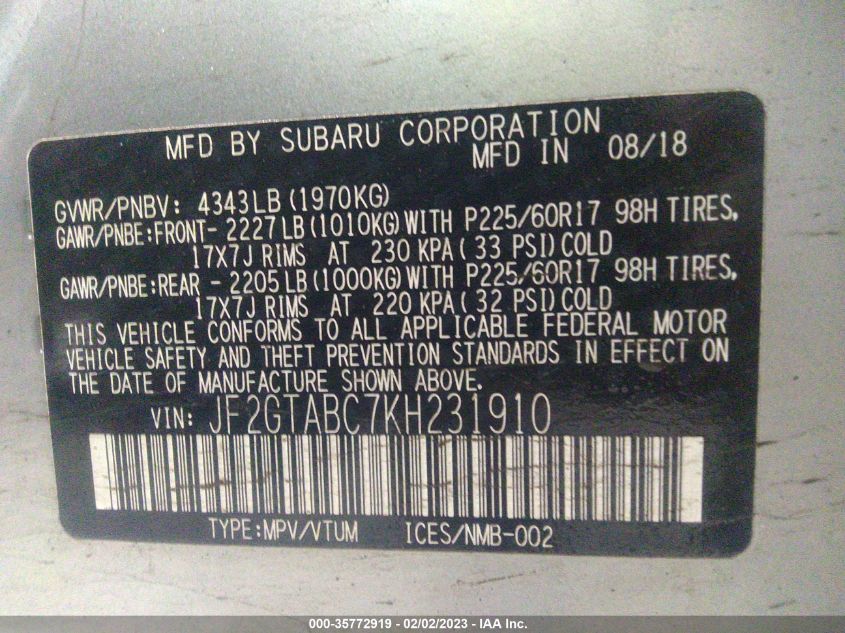 MFD BY SUBARU CORPORATION
MFD IN 08/18
GVWR/PNBV: 4343LB(1970KG)
GAWR/PNBE:FRONT- 2227LB(1010KG)WITH P225/60R17 98H TIRES,
17X7J RIMS AT 230 KPA(33 PSI)COLD
GAWR/PNBE:REAR - 2205LB(1000KG)WITH P225/60R17 98H TIRES,
17X7J RIMS AT 220 KPA(32 PSI)COLD
THIS VEHICLE CONFORMS TO ALL APPLICABLE FEDERAL MOTOR
VEHICLE SAFETY AND THEFT PREVENTION STANDARDS IN EFFECT ON
THE DATE OF MANUFACTURE SHOWN ABOVE.
VIN: JF2GTABC7KH231910
TYPE:MPV/VTUM ICES/NMB-002
000-35772919 - 02/02/2023 - IAA Inc.